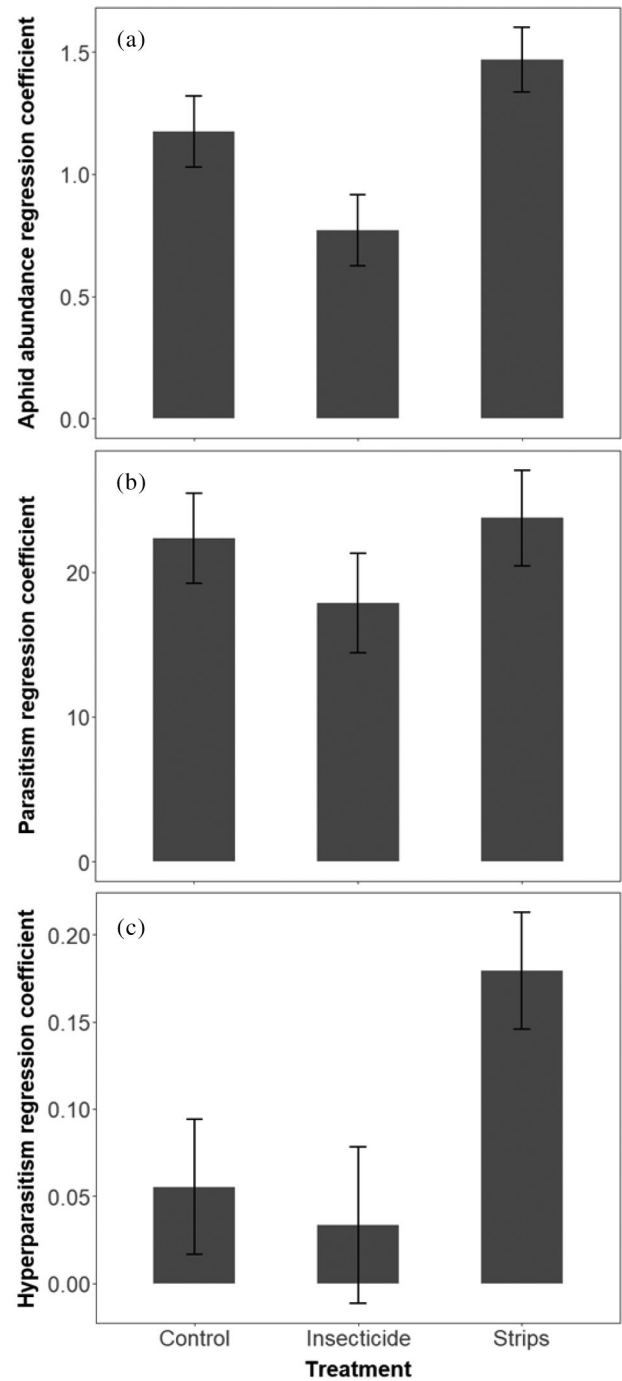 (a)
Aphid abundance regression coefficient
1.5
1.0
0.5
0.0
(b)
Parasitism regression coefficient
20
10
0
(c)
Hyperparasitism regression coefficient
0.20
0.15
0.10
0.05
0.00
Control Insecticide Strips
Treatment